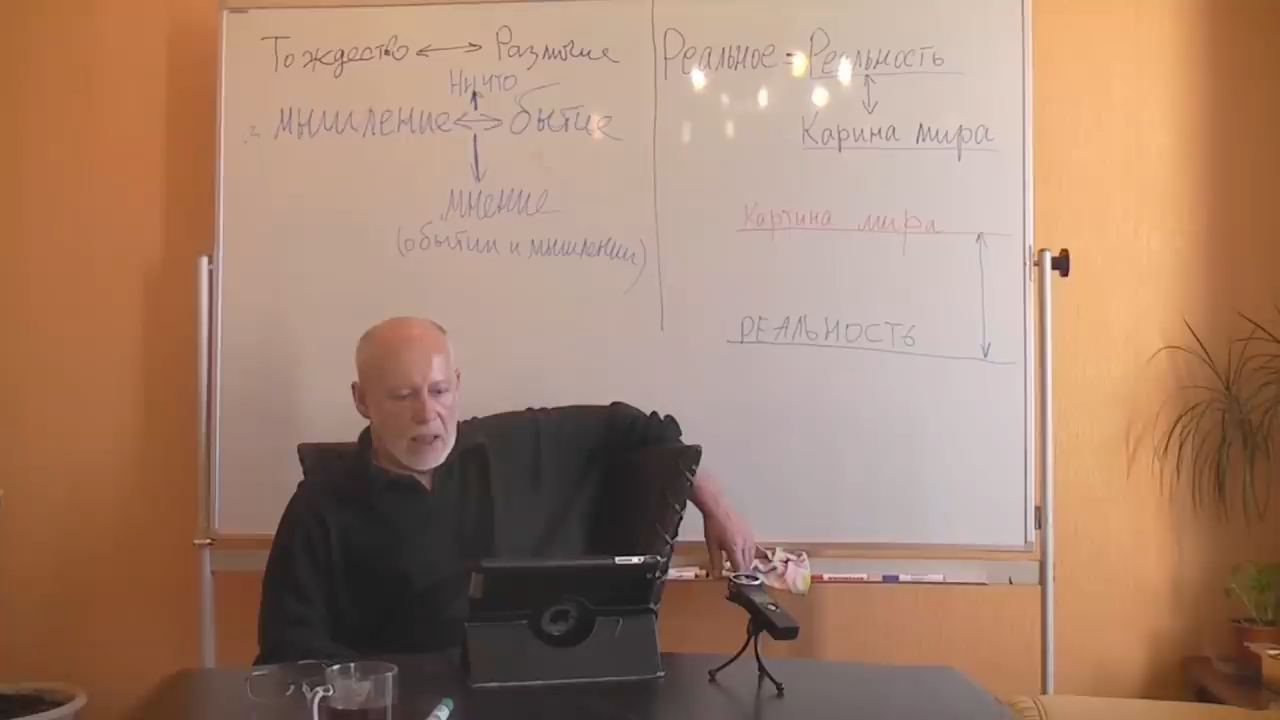 Тождество ↔ Различие
Ничто
мышление ⇔ бытие
мнение
(о бытии и мышлении)
Реальное = Реальность
Карина мира
Картина мира
РЕАЛЬНОСТЬ